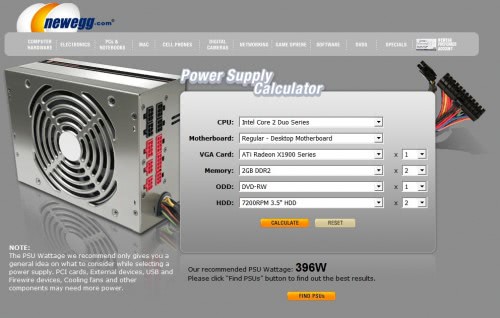 newegg.com
COMPUTER HARDWARE
ELECTRONICS
PCS & NOTEBOOKS
MAC
CELL PHONES
DIGITAL CAMERAS
NETWORKING
GAME SPHERE
SOFTWARE
DVDS
SPECIALS
NEWEGG PREFERRED ACCOUNT
Power Supply
Calculator
CPU: Intel Core 2 Duo Series
Motherboard: Regular - Desktop Motherboard
VGA Card: ATI Radeon X1900 Series x 1
Memory: 2GB DDR2 x 2
ODD: DVD-RW x 1
HDD: 7200RPM 3.5" HDD x 2
CALCULATE RESET
NOTE:
The PSU Wattage we recommend only gives you a
general idea on what to consider while selecting a
power supply. PCI cards, External devices, USB and
Firewire devices, Cooling fans and other
components may need more power.
Our recommended PSU Wattage: 396W
Please click "Find PSUs" button to find out the best results.
FIND PSUs